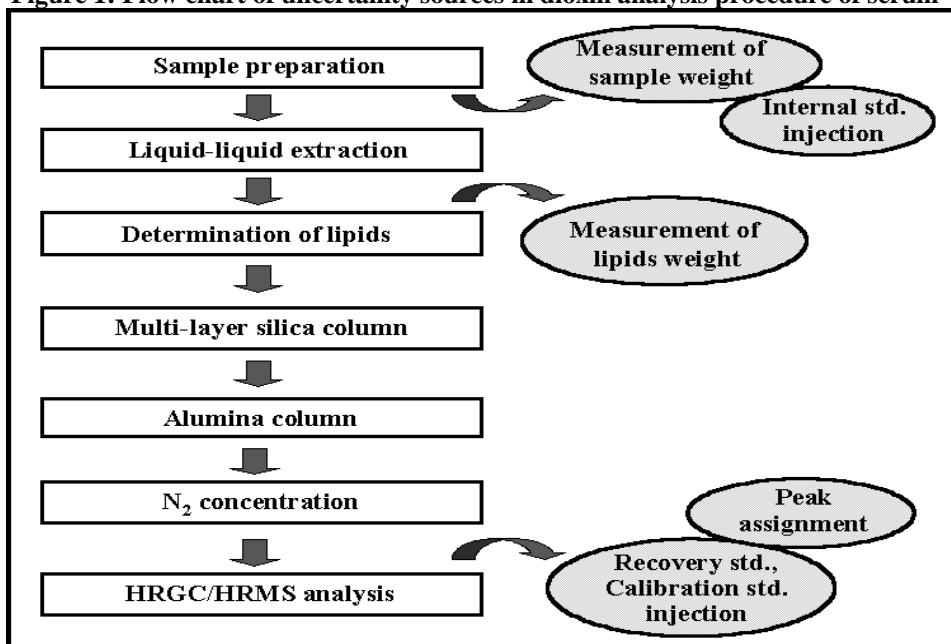 Figure 1. Flow chart of uncertainty sources in dioxin analysis procedure of serum
Sample preparation
Measurement of
sample weight
Internal std.
injection
Liquid-liquid extraction
Determination of lipids
Measurement of
lipids weight
Multi-layer silica column
Alumina column
N₂ concentration
Peak
assignment
HRGC/HRMS analysis
Recovery std.,
Calibration std.
injection